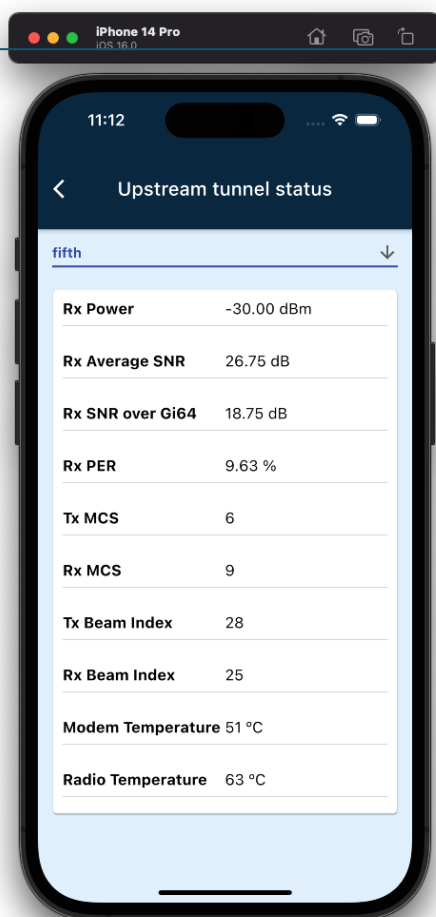 iPhone 14 Pro
iOS 16.0
11:12
Upstream tunnel status
fifth
Rx Power -30.00 dBm
Rx Average SNR 26.75 dB
Rx SNR over Gi64 18.75 dB
Rx PER 9.63 %
Tx MCS 6
Rx MCS 9
Tx Beam Index 28
Rx Beam Index 25
Modem Temperature 51 °C
Radio Temperature 63 °C